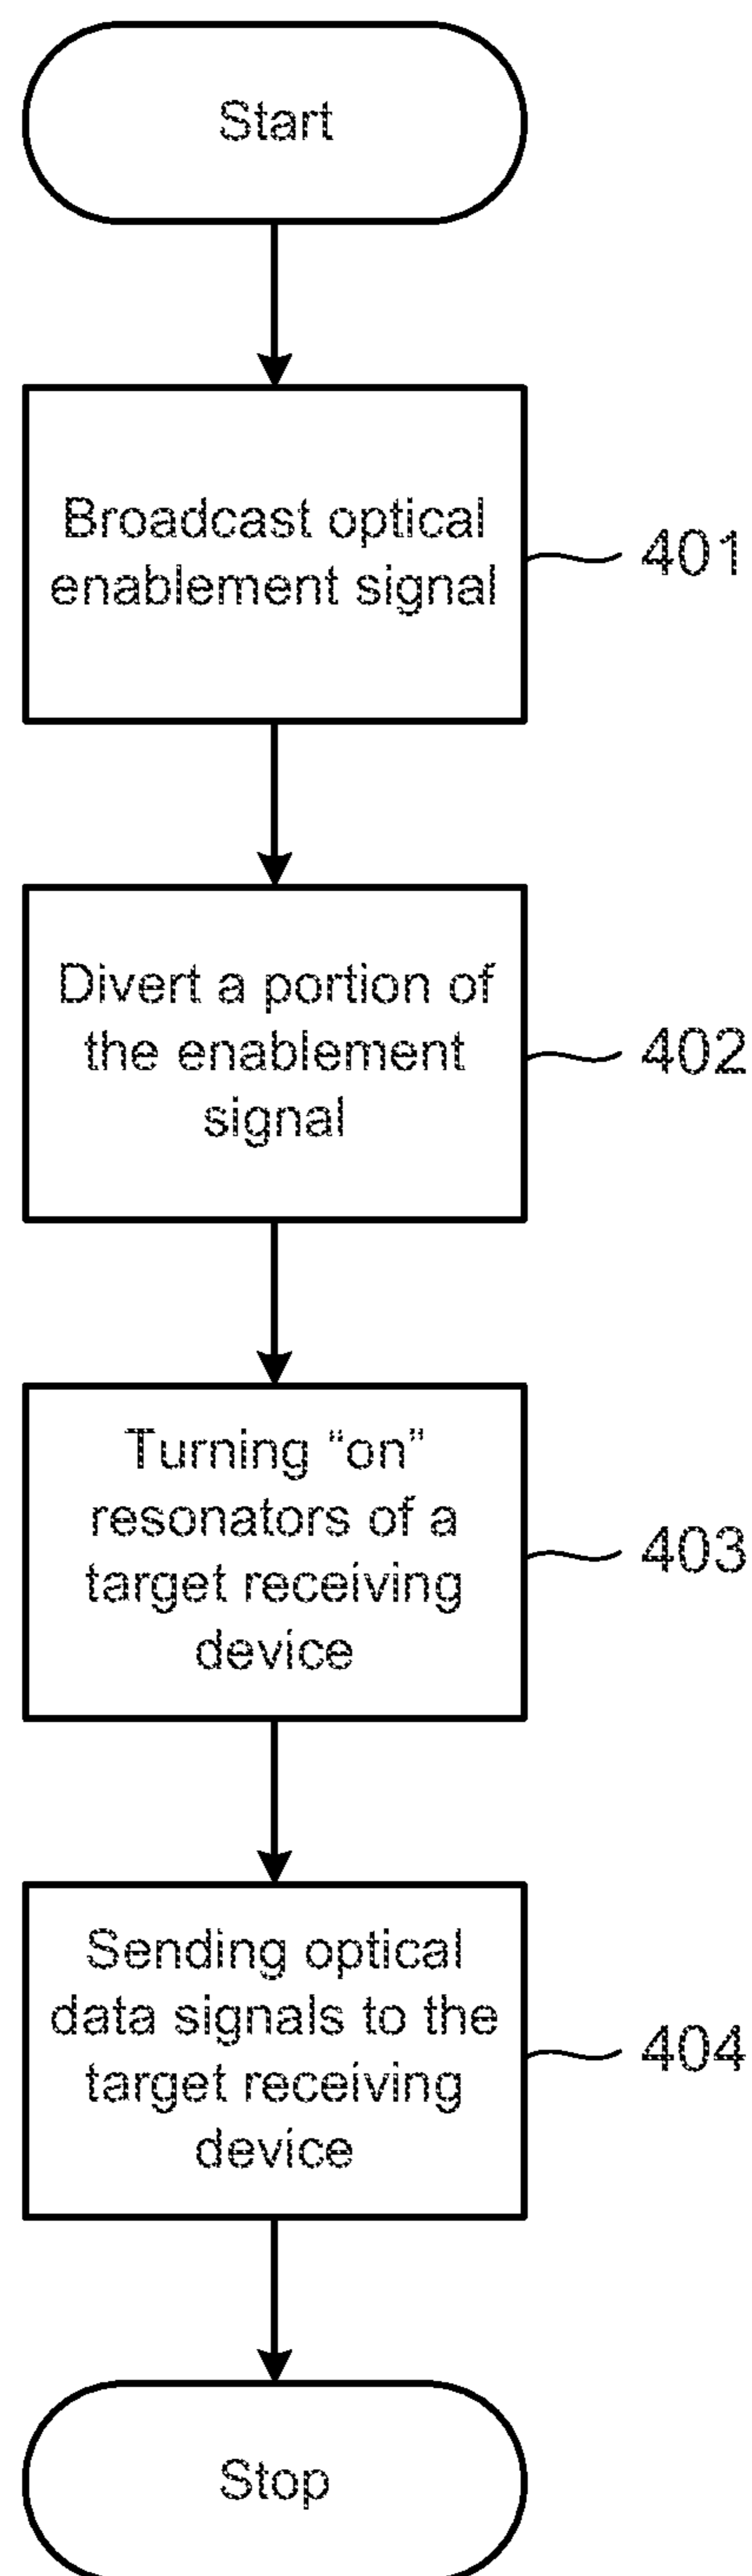 Start
Broadcast optical
enablement signal
401
Divert a portion of
the enablement
signal
402
Turning “on”
resonators of a
target receiving
device
403
Sending optical
data signals to the
target receiving
device
404
Stop